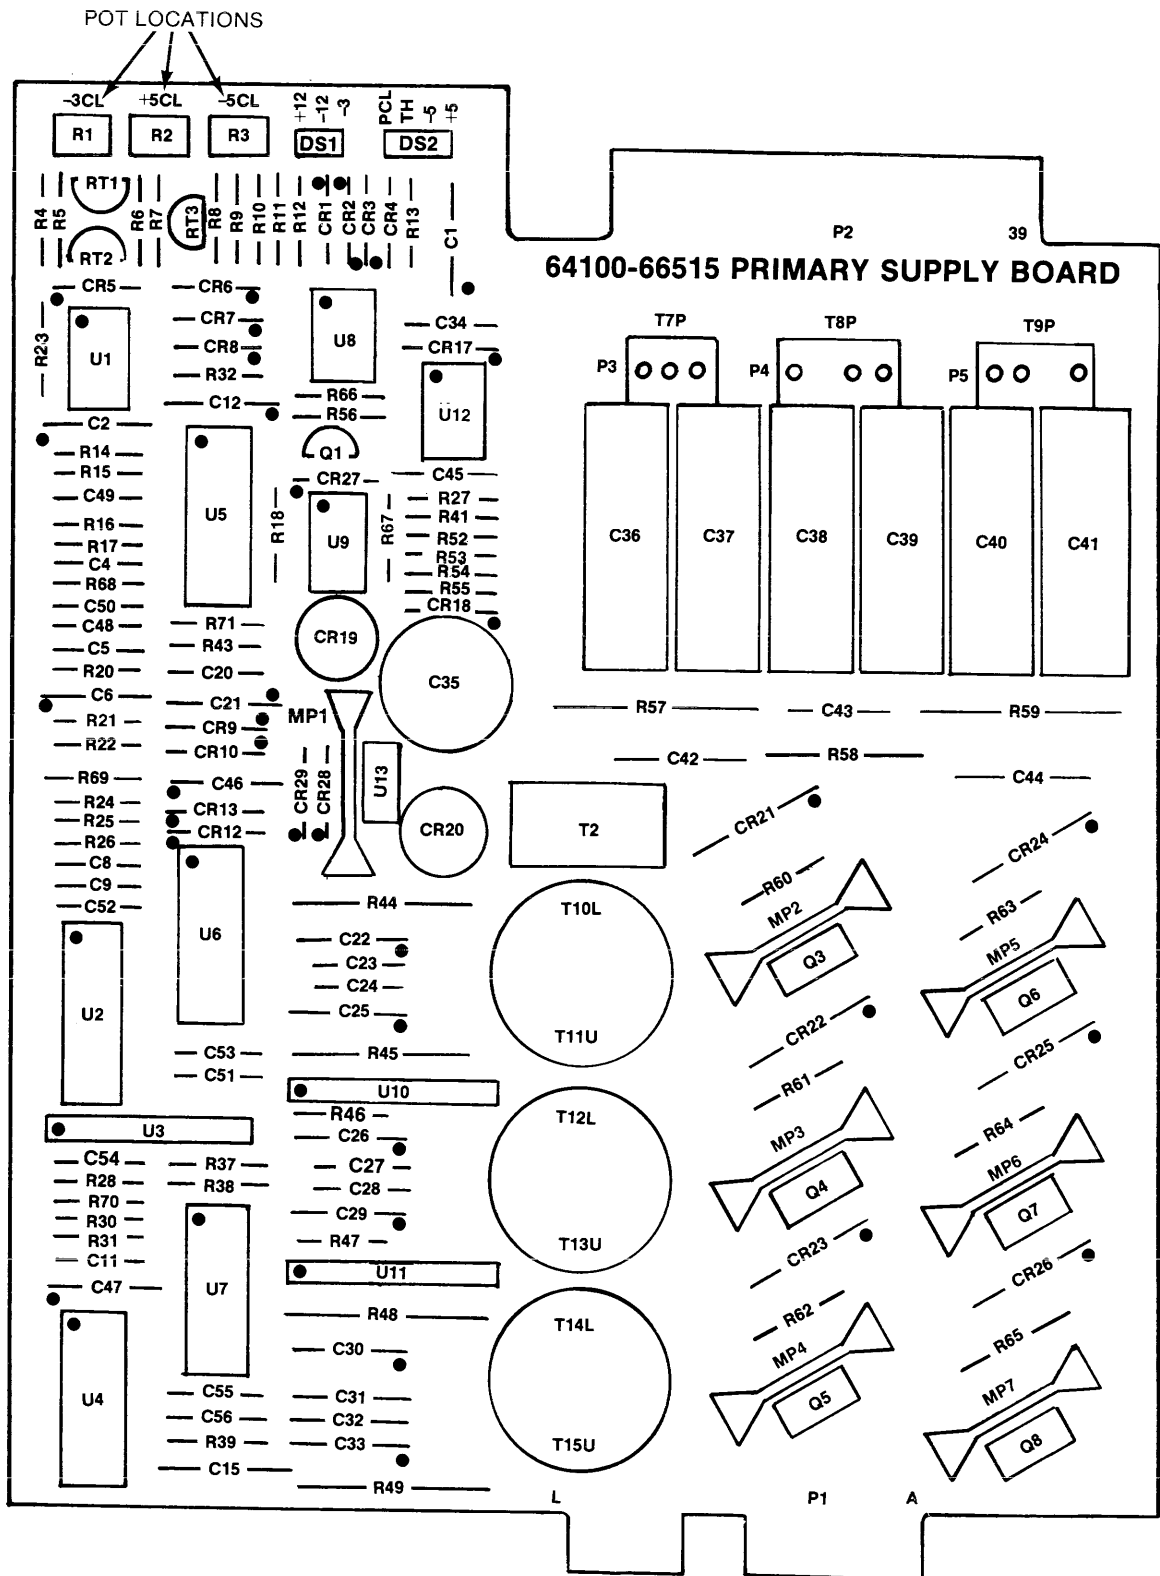 POT LOCATIONS
-3CL +5CL -5CL
R1 R2 R3
+12 -12 -3
DS1
PCL TH -5 +5
DS2
R4 R5 RT1 RT2 R6 R7 RT3 R8 R9 R10 R11 R12 CR1 CR2 CR3 CR4 R13 C1
P2 39
64100-66515 PRIMARY SUPPLY BOARD
CR5
R23
U1
C2
R14
R15
C49
R16
R17
C4
R68
C50
C48
C5
R20
C6
R21
R22
R69
R24
R25
R26
C8
C9
C52
U2
U3
C54
R28
R70
R30
R31
C11
C47
U4
CR6
CR7
CR8
R32
C12
U5
R71
R43
C20
C21
CR9
CR10
C46
CR13
CR12
U6
C53
C51
R37
R38
U7
C55
C56
R39
C15
U8
R66
R56
Q1
CR27
R18
U9
R67
CR19
MP1
CR29
CR28
U13
CR20
R44
C22
C23
C24
C25
R45
U10
R46
C26
C27
C28
C29
R47
U11
R48
C30
C31
C32
C33
R49
C34
CR17
U12
C45
R27
R41
R52
R53
R54
R55
CR18
C35
T7P T8P T9P
P3 P4 P5
C36 C37 C38 C39 C40 C41
R57 C43 R59
C42 R58 C44
T2
T10L
T11U
T12L
T13U
T14L
T15U
CR21
R60
MP2
Q3
CR22
R61
MP3
Q4
CR23
R62
MP4
Q5
CR24
R63
MP5
Q6
CR25
R64
MP6
Q7
CR26
R65
MP7
Q8
L P1 A